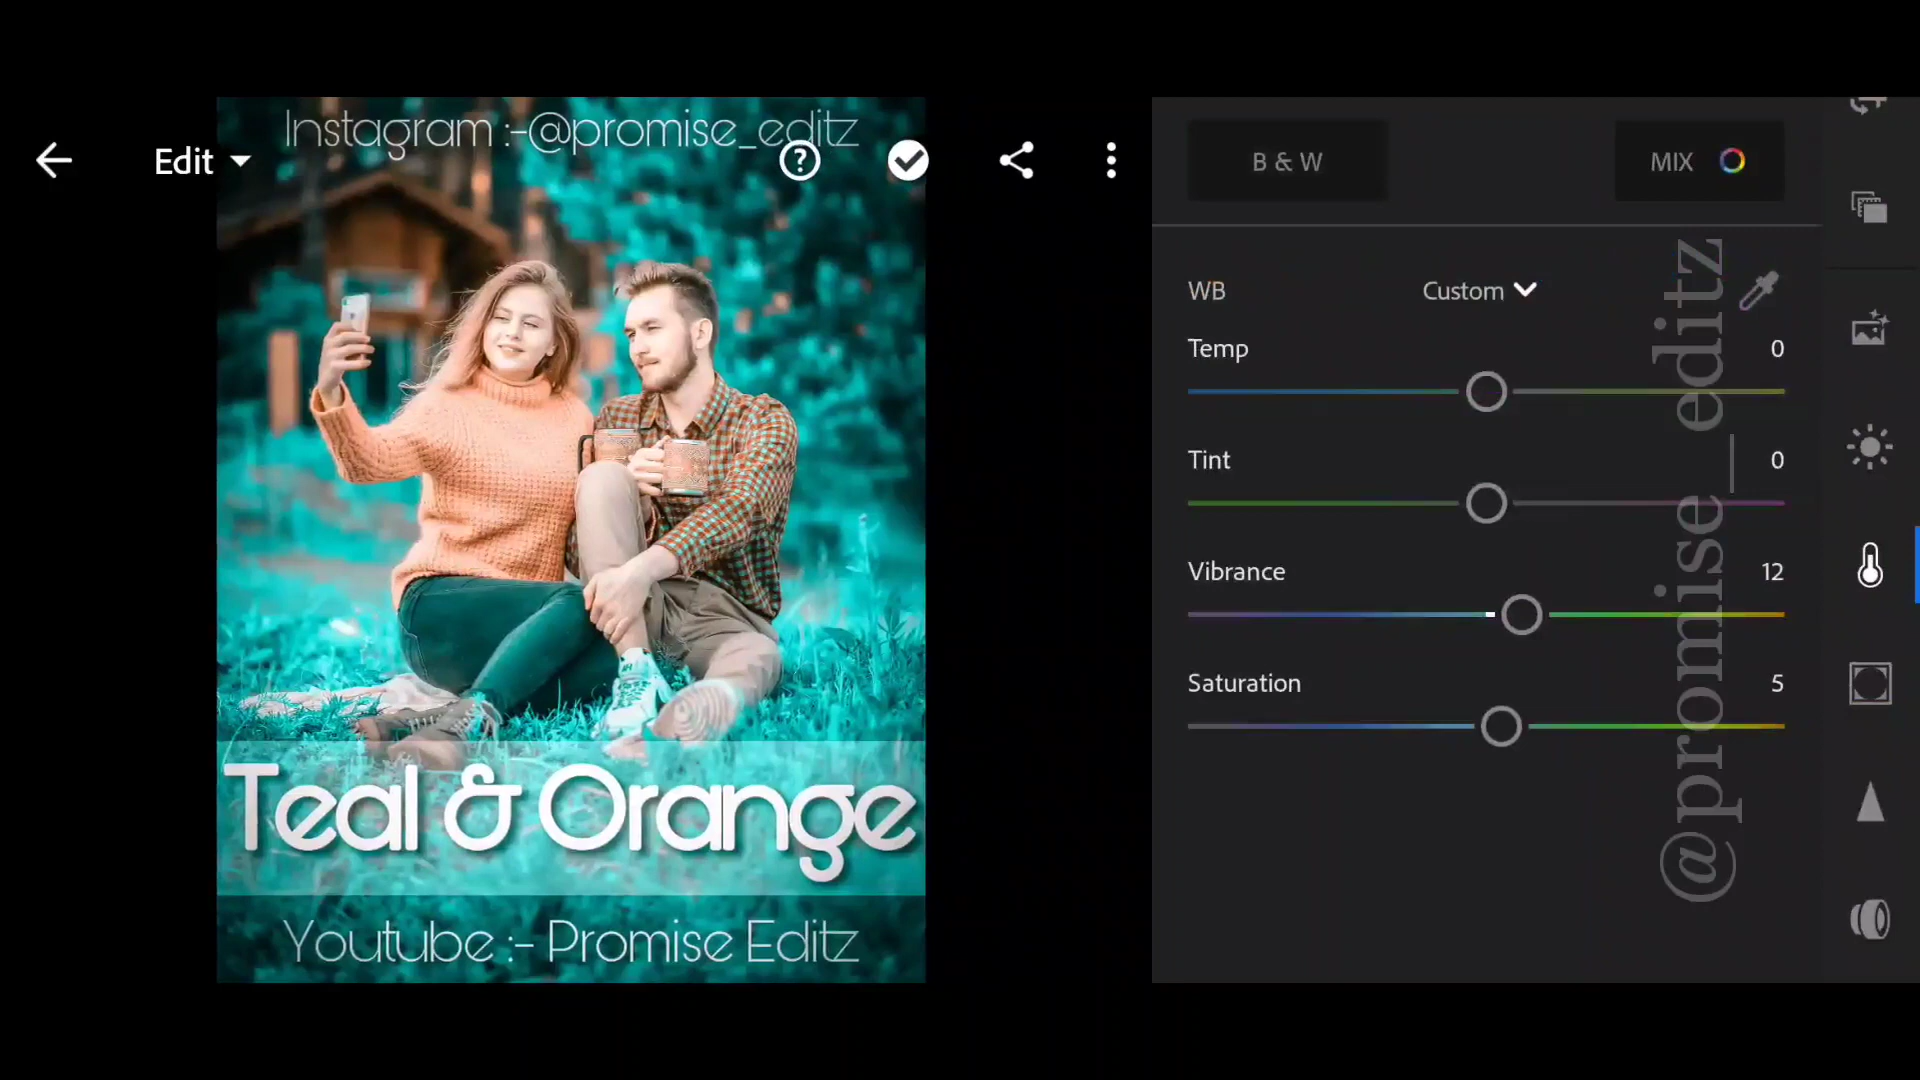 Instagram :-@promise_editz
Edit
B & W
MIX
WB
Custom
Temp
0
Tint
0
Vibrance
12
Saturation
5
@promise_editz
Teal & Orange
Youtube :- Promise Editz